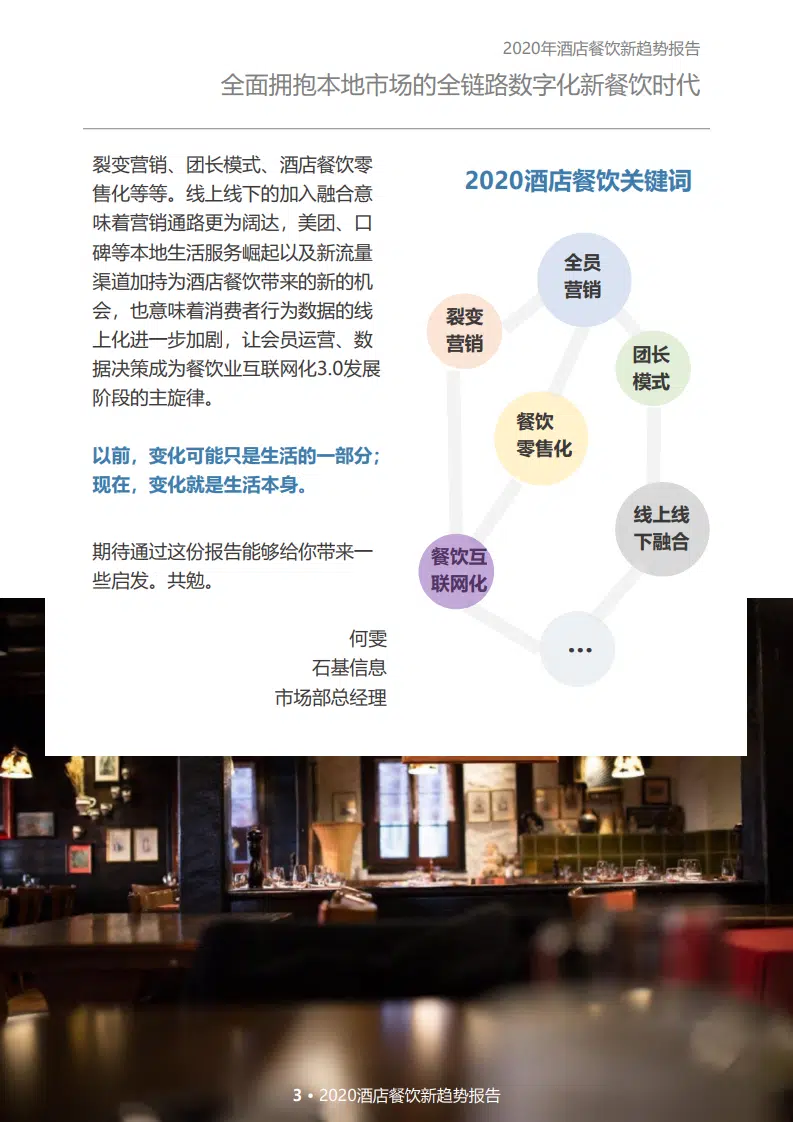 2020年酒店餐饮新趋势报告
全面拥抱本地市场的全链路数字化新餐饮时代
裂变营销、团长模式、酒店餐饮零
售化等等。线上线下的加入融合意
味着营销通路更为阔达，美团、口
碑等本地生活服务崛起以及新流量
渠道加持为酒店餐饮带来的新的机
会，也意味着消费者行为数据的线
上化进一步加剧，让会员运营、数
据决策成为餐饮业互联网化3.0发展
阶段的主旋律。
以前，变化可能只是生活的一部分；
现在，变化就是生活本身。
期待通过这份报告能够给你带来一
些启发。共勉。
何雯
石基信息
市场部总经理
2020酒店餐饮关键词
全员
营销
裂变
营销
团长
模式
餐饮
零售化
线上线
下融合
餐饮互
联网化
...
3 • 2020酒店餐饮新趋势报告